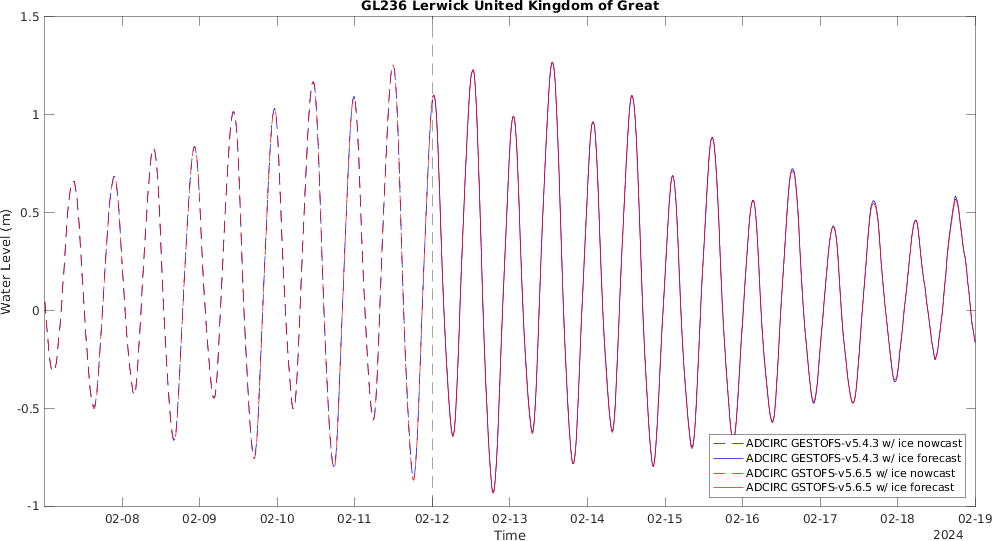 GL236 Lerwick United Kingdom of Great
1.5
1
0.5
0
-0.5
-1
Water Level (m)
ADCIRC GESTOFS-v5.4.3 w/ ice nowcast
ADCIRC GESTOFS-v5.4.3 w/ ice forecast
ADCIRC GSTOFS-v5.6.5 w/ ice nowcast
ADCIRC GSTOFS-v5.6.5 w/ ice forecast
02-08 02-09 02-10 02-11 02-12 02-13 02-14 02-15 02-16 02-17 02-18 02-19
Time
2024